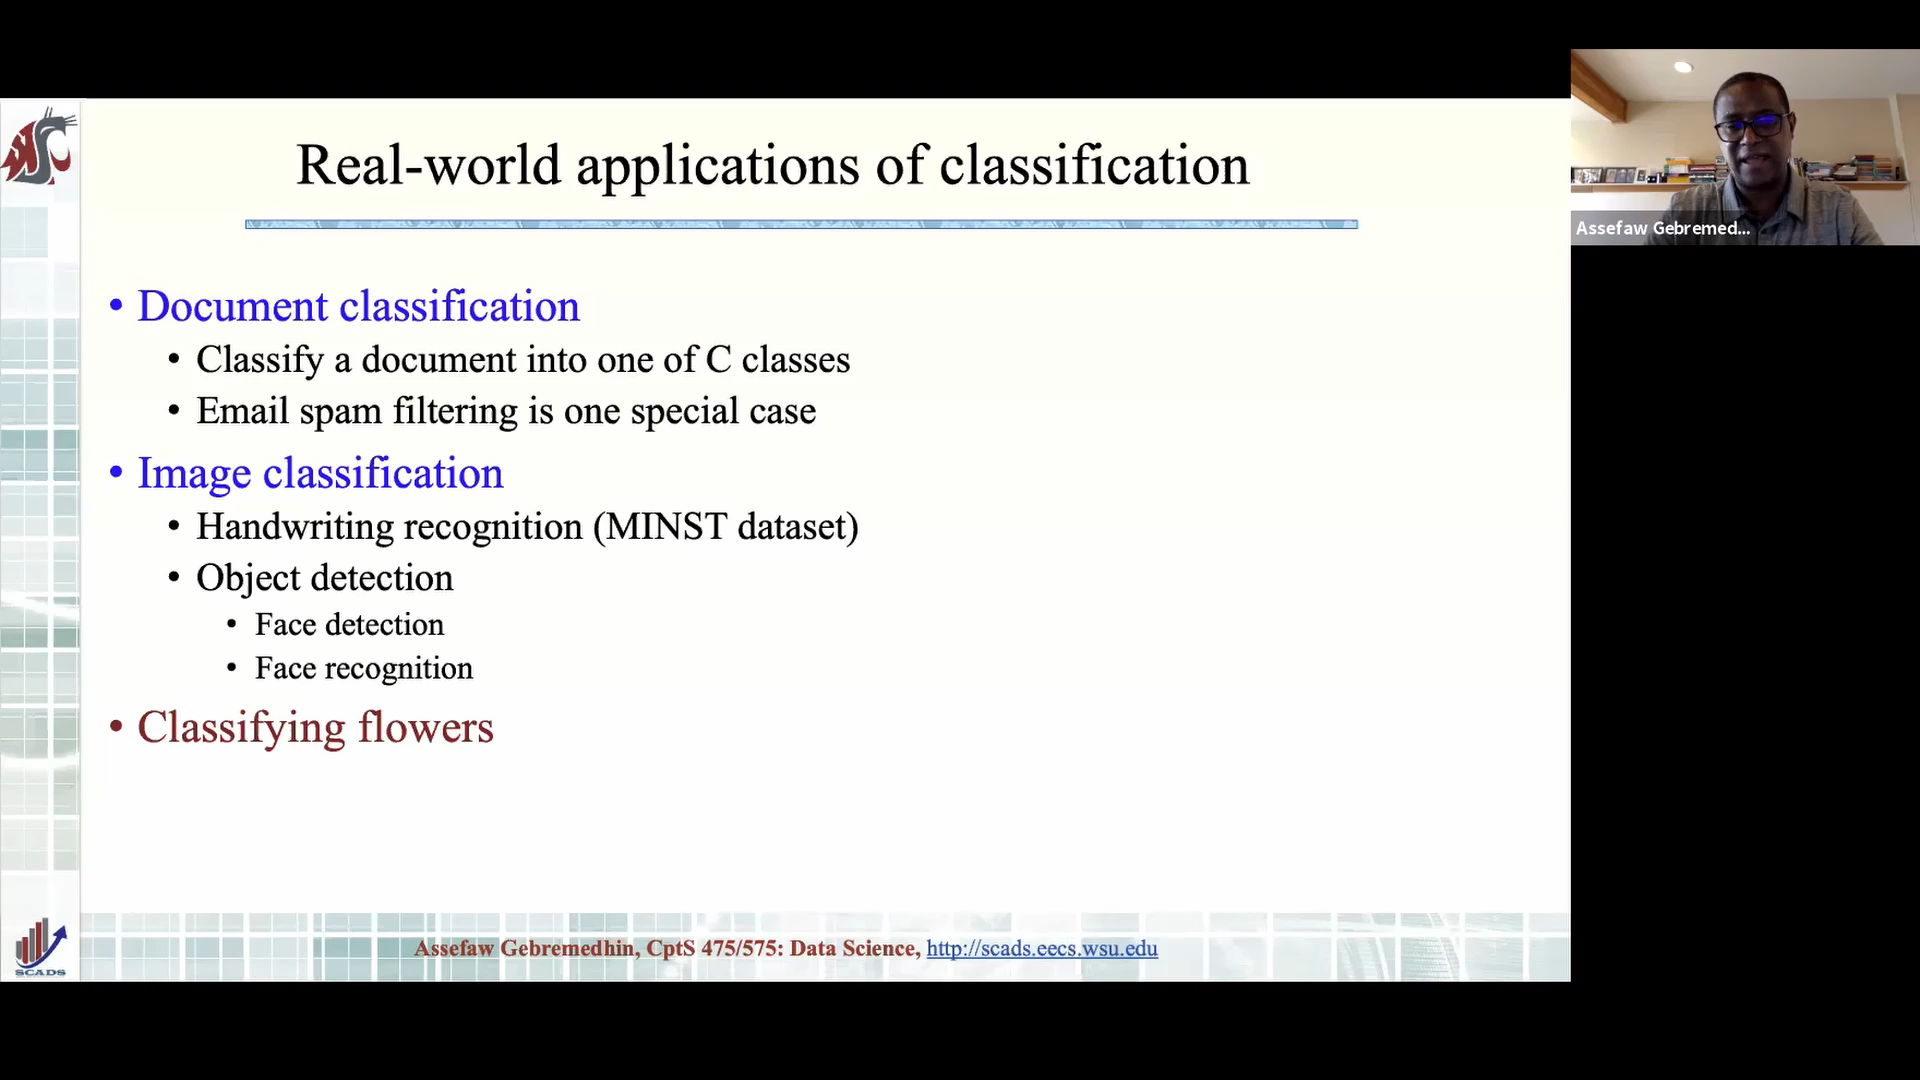 Real-world applications of classification
Assefaw Gebremed...
• Document classification
• Classify a document into one of C classes
• Email spam filtering is one special case
• Image classification
• Handwriting recognition (MINST dataset)
• Object detection
• Face detection
• Face recognition
• Classifying flowers
SCADS
Assefaw Gebremedhin, CptS 475/575: Data Science, http://scads.eecs.wsu.edu